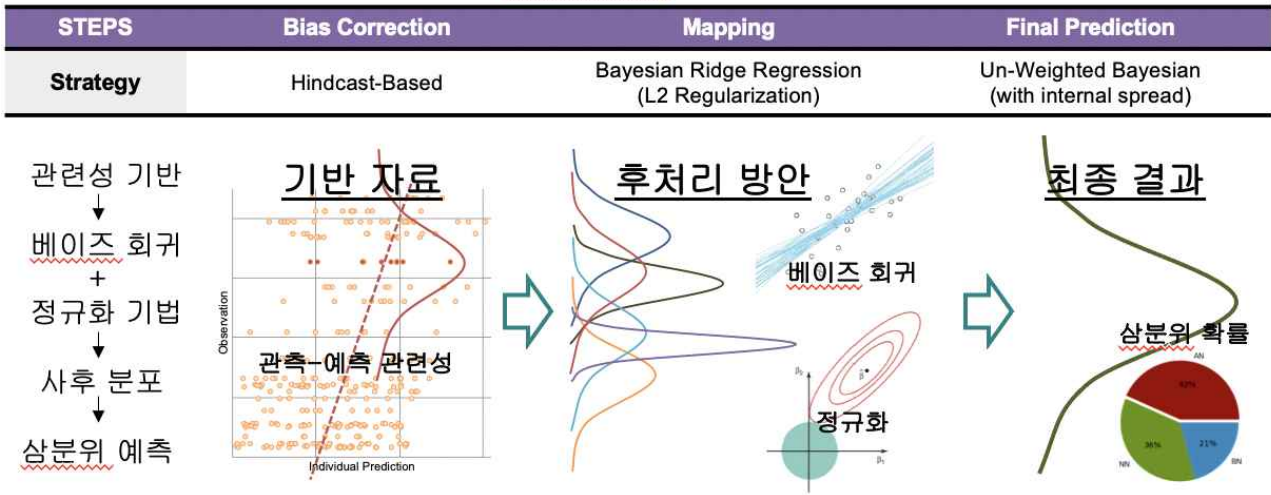 STEPS
Bias Correction
Mapping
Final Prediction
Strategy
Hindcast-Based
Bayesian Ridge Regression
(L2 Regularization)
Un-Weighted Bayesian
(with internal spread)
관련성 기반
베이즈 회귀
+
정규화 기법
사후 분포
삼분위 예측
기반 자료
Observation
관측-예측 관련성
Individual Prediction
후처리 방안
베이즈 회귀
β₂
β̂
정규화
β₁
최종 결과
삼분위 확률
AN
36%
21%
NN
BN